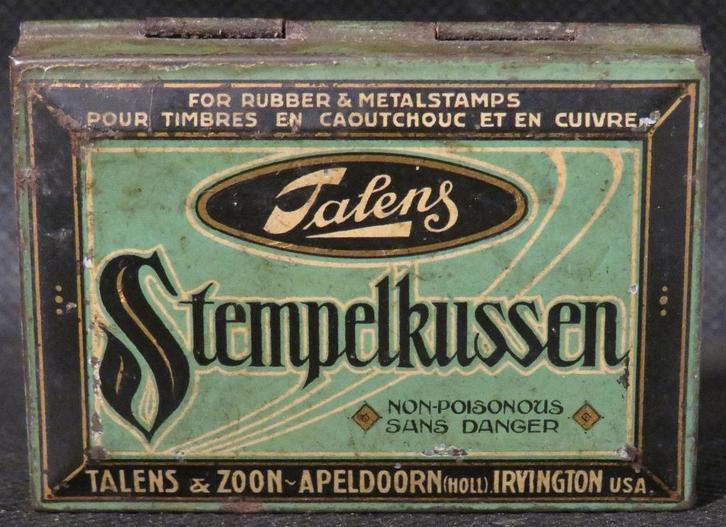 FOR RUBBER & METALSTAMPS
POUR TIMBRES EN CAOUTCHOUC ET EN CUIVRE
Talens
Stempelkussen
NON-POISONOUS
SANS DANGER
TALENS & ZOON~APELDOORN (HOLL). IRVINGTON USA